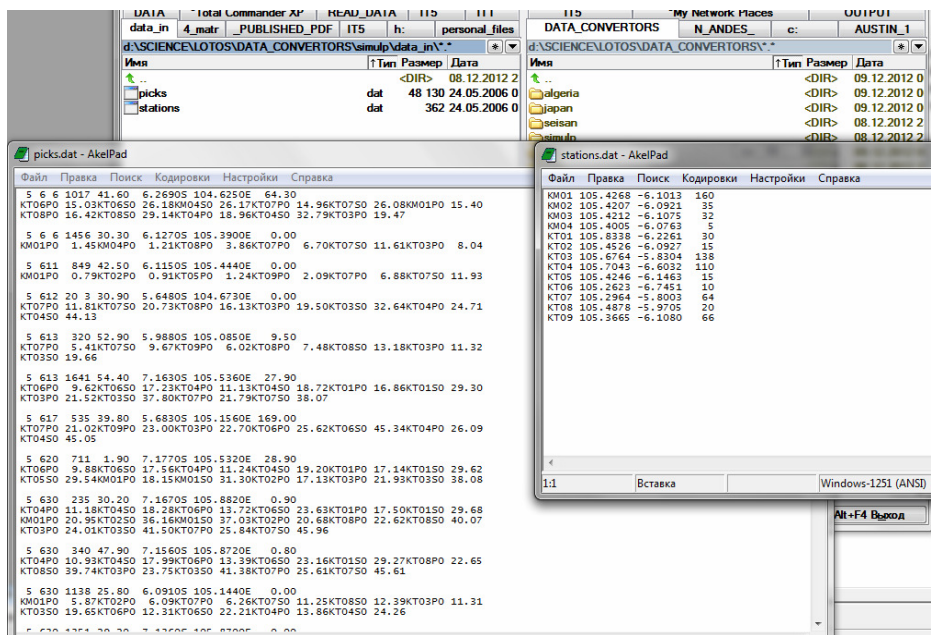 DATA *Total Commander XP READ_DATA IT5 IT5 *My Network Places OUTPUT
data_in 4_matr _PUBLISHED_PDF IT5 h: personal_files DATA_CONVERTORS N_ANDES_ c: AUSTIN_1
d:\SCIENCE\LOTOS\DATA_CONVERTORS\simulp\data_in\*.* * d:\SCIENCE\LOTOS\DATA_CONVERTORS\*.* *
Имя ↑Тип Размер Дата Имя ↑Тип Размер Дата
.. <DIR> 08.12.2012 2 .. <DIR> 09.12.2012 0
picks dat 48 130 24.05.2006 0 algeria <DIR> 09.12.2012 0
stations dat 362 24.05.2006 0 japan <DIR> 09.12.2012 0
seisan <DIR> 08.12.2012 2
simulp <DIR> 08.12.2012 2
picks.dat - AkelPad
Файл Правка Поиск Кодировки Настройки Справка
5 6 6 1017 41.60 6.2690S 104.6250E 64.30
KT06P0 15.03KT06S0 26.18KM04S0 26.17KT07P0 14.96KT07S0 26.08KM01P0 15.40
KT08P0 16.42KT08S0 29.14KT04P0 18.96KT04S0 32.79KT03P0 19.47
5 6 6 1456 30.30 6.1270S 105.3900E 0.00
KM01P0 1.45KM04P0 1.21KT08P0 3.86KT07P0 6.70KT07S0 11.61KT03P0 8.04
5 611 849 42.50 6.1150S 105.4440E 0.00
KM01P0 0.79KT02P0 0.91KT05P0 1.24KT09P0 2.09KT07P0 6.88KT07S0 11.93
5 612 20 3 30.90 5.6480S 104.6730E 0.00
KT07P0 11.81KT07S0 20.73KT08P0 16.13KT03P0 19.50KT03S0 32.64KT04P0 24.71
KT04S0 44.13
5 613 320 52.90 5.9880S 105.0850E 9.50
KT07P0 5.41KT07S0 9.67KT09P0 6.02KT08P0 7.48KT08S0 13.18KT03P0 11.32
KT03S0 19.66
5 613 1641 54.40 7.1630S 105.5360E 27.90
KT06P0 9.62KT06S0 17.23KT04P0 11.13KT04S0 18.72KT01P0 16.86KT01S0 29.30
KT03P0 21.52KT03S0 37.80KT07P0 21.79KT07S0 38.07
5 617 535 39.80 5.6830S 105.1560E 169.00
KT07P0 21.02KT09P0 23.00KT03P0 22.70KT06P0 25.62KT06S0 45.34KT04P0 26.09
KT04S0 45.05
5 620 711 1.90 7.1770S 105.5320E 28.90
KT06P0 9.88KT06S0 17.56KT04P0 11.24KT04S0 19.20KT01P0 17.14KT01S0 29.62
KT05S0 29.54KM01P0 18.15KM01S0 31.30KT02P0 17.13KT03P0 21.93KT03S0 38.08
5 630 235 30.20 7.1670S 105.8820E 0.90
KT04P0 11.18KT04S0 18.28KT06P0 13.72KT06S0 23.63KT01P0 17.50KT01S0 29.68
KM01P0 20.95KT02S0 36.16KM01S0 37.03KT02P0 20.68KT08P0 22.62KT08S0 40.07
KT03P0 24.01KT03S0 41.50KT07P0 25.84KT07S0 45.96
5 630 340 47.90 7.1560S 105.8720E 0.80
KT04P0 10.93KT04S0 17.99KT06P0 13.39KT06S0 23.16KT01S0 29.27KT08P0 22.65
KT08S0 39.74KT03P0 23.75KT03S0 41.38KT07P0 25.61KT07S0 45.61
5 630 1138 25.80 6.0910S 105.1440E 0.00
KM01P0 5.87KT02P0 6.09KT07P0 6.26KT07S0 11.25KT08S0 12.39KT03P0 11.31
KT03S0 19.65KT06P0 12.31KT06S0 22.21KT04P0 13.86KT04S0 24.26
stations.dat - AkelPad
Файл Правка Поиск Кодировки Настройки Справка
KM01 105.4268 -6.1013 160
KM02 105.4207 -6.0921 35
KM03 105.4212 -6.1075 32
KM04 105.4005 -6.0763 5
KT01 105.8338 -6.2261 30
KT02 105.4526 -6.0927 15
KT03 105.6764 -5.8304 138
KT04 105.7043 -6.6032 110
KT05 105.4246 -6.1463 15
KT06 105.2623 -6.7451 10
KT07 105.2964 -5.8003 64
KT08 105.4878 -5.9705 20
KT09 105.3665 -6.1080 66
1:1 Вставка Windows-1251 (ANSI)
Alt+F4 Выход